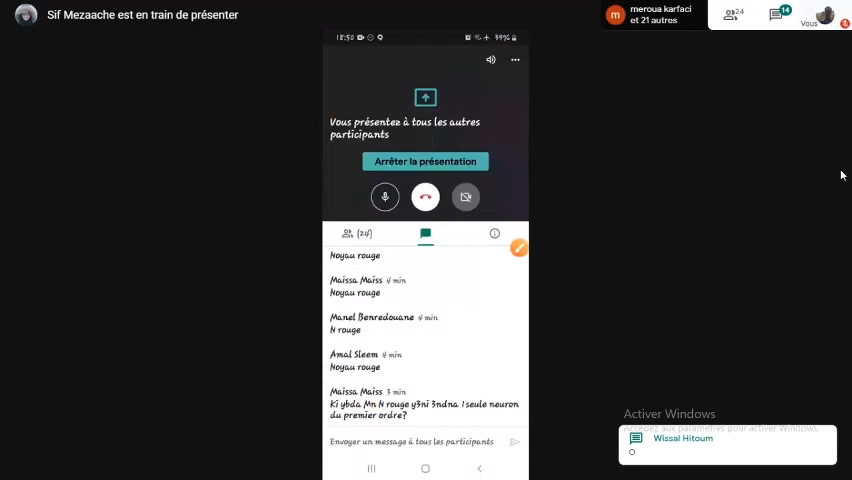 Sif Mezaache est en train de présenter
m
meroua karfaci
et 21 autres
24
14
Vous
18:50
39%
Vous présentez à tous les autres
participants
Arrêter la présentation
(24)
Noyau rouge
Maissa Maiss 4 min
Noyau rouge
Manel Benredouane 4 min
N rouge
Amal Sleem 4 min
Noyau rouge
Maissa Maiss 3 min
Ki ybda Mn N rouge y3ni 3ndna 1 seule neuron
du premier ordre?
Envoyer un message à tous les participants
Activer Windows
Accédez aux paramètres pour activer Windows.
Wissal Hitoum
O